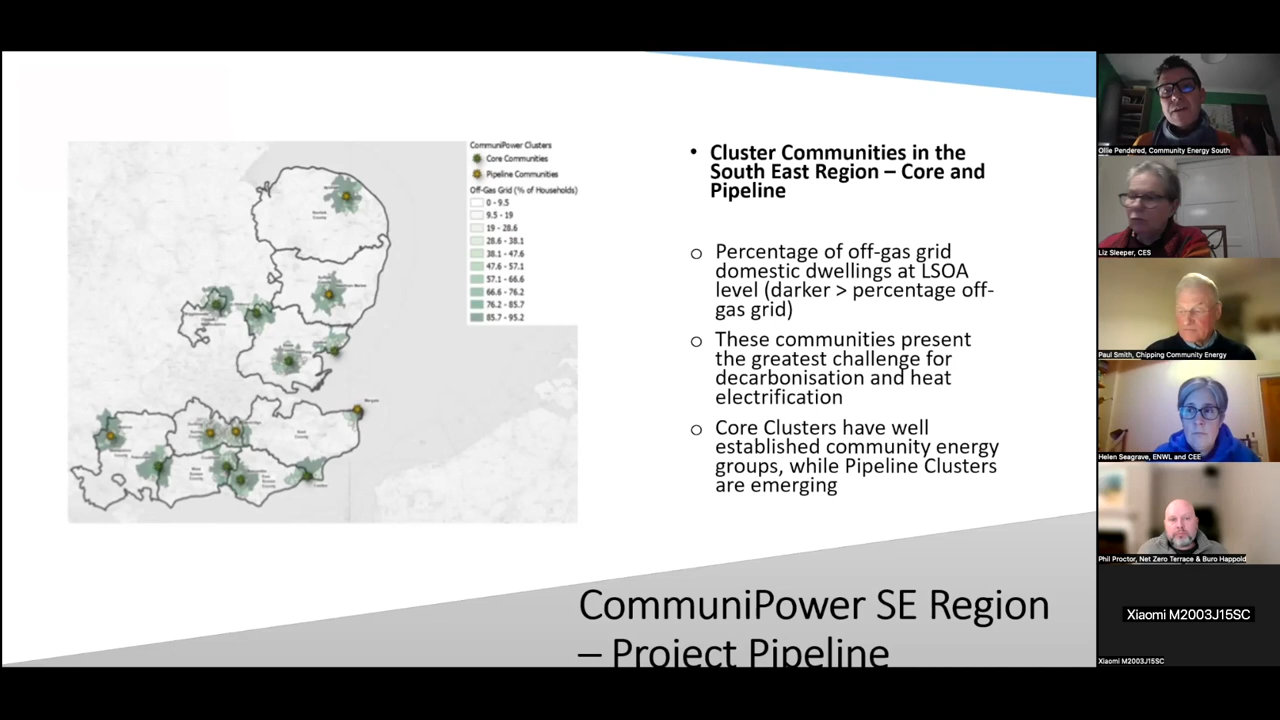 CommuniPower Clusters
Core Communities
Pipeline Communities
Off-Gas Grid (% of Households)
0 - 9.5
9.5 - 19
19 - 28.6
28.6 - 38.1
38.1 - 47.6
47.6 - 57.1
57.1 - 66.6
66.6 - 76.2
76.2 - 85.7
85.7 - 95.2
• Cluster Communities in the
South East Region – Core and
Pipeline
o Percentage of off-gas grid
domestic dwellings at LSOA
level (darker > percentage off-
gas grid)
o These communities present
the greatest challenge for
decarbonisation and heat
electrification
o Core Clusters have well
established community energy
groups, while Pipeline Clusters
are emerging
CommuniPower SE Region
– Project Pipeline
Ollie Pendered, Community Energy South
Liz Sleeper, CES
Paul Smith, Chipping Community Energy
Helen Seagrave, ENWL and CEE
Phil Proctor, Net Zero Terrace & Buro Happold
Xiaomi M2003J15SC
Xiaomi M2003J15SC